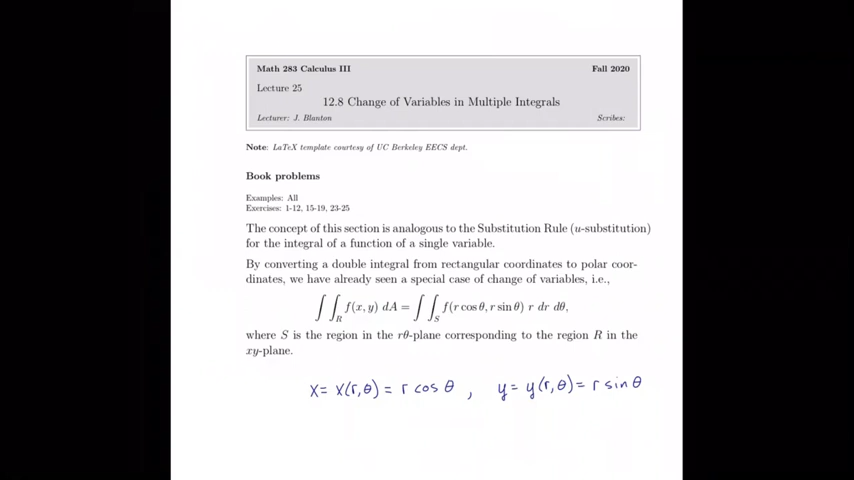 Math 283 Calculus III Fall 2020
Lecture 25
12.8 Change of Variables in Multiple Integrals
Lecturer: J. Blanton Scribes:
Note: LaTeX template courtesy of UC Berkeley EECS dept.
Book problems
Examples: All
Exercises: 1-12, 15-19, 23-25
The concept of this section is analogous to the Substitution Rule (u-substitution)
for the integral of a function of a single variable.
By converting a double integral from rectangular coordinates to polar coor-
dinates, we have already seen a special case of change of variables, i.e.,
∫∫_R f(x, y) dA = ∫∫_S f(r cos θ, r sin θ) r dr dθ,
where S is the region in the rθ-plane corresponding to the region R in the
xy-plane.
x = x(r,θ) = r cos θ , y = y(r,θ) = r sin θ